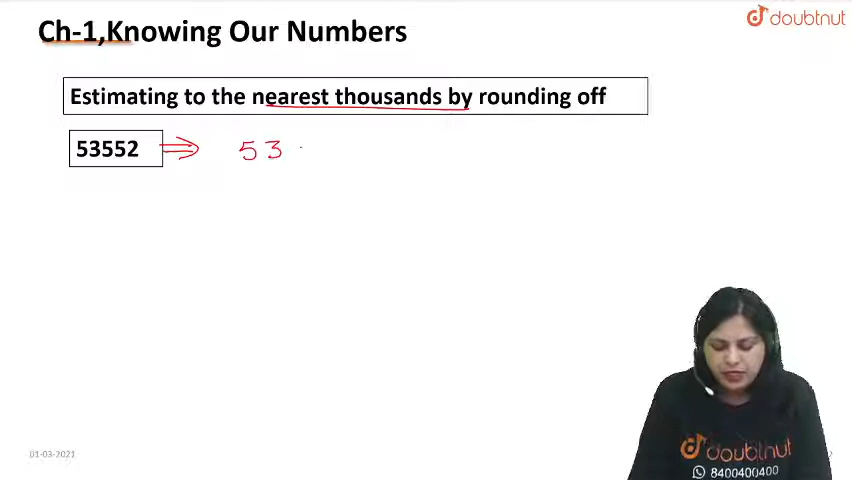 Ch-1,Knowing Our Numbers
doubtnut
Estimating to the nearest thousands by rounding off
53552
53
doubtnut
8400400400
01-03-2021